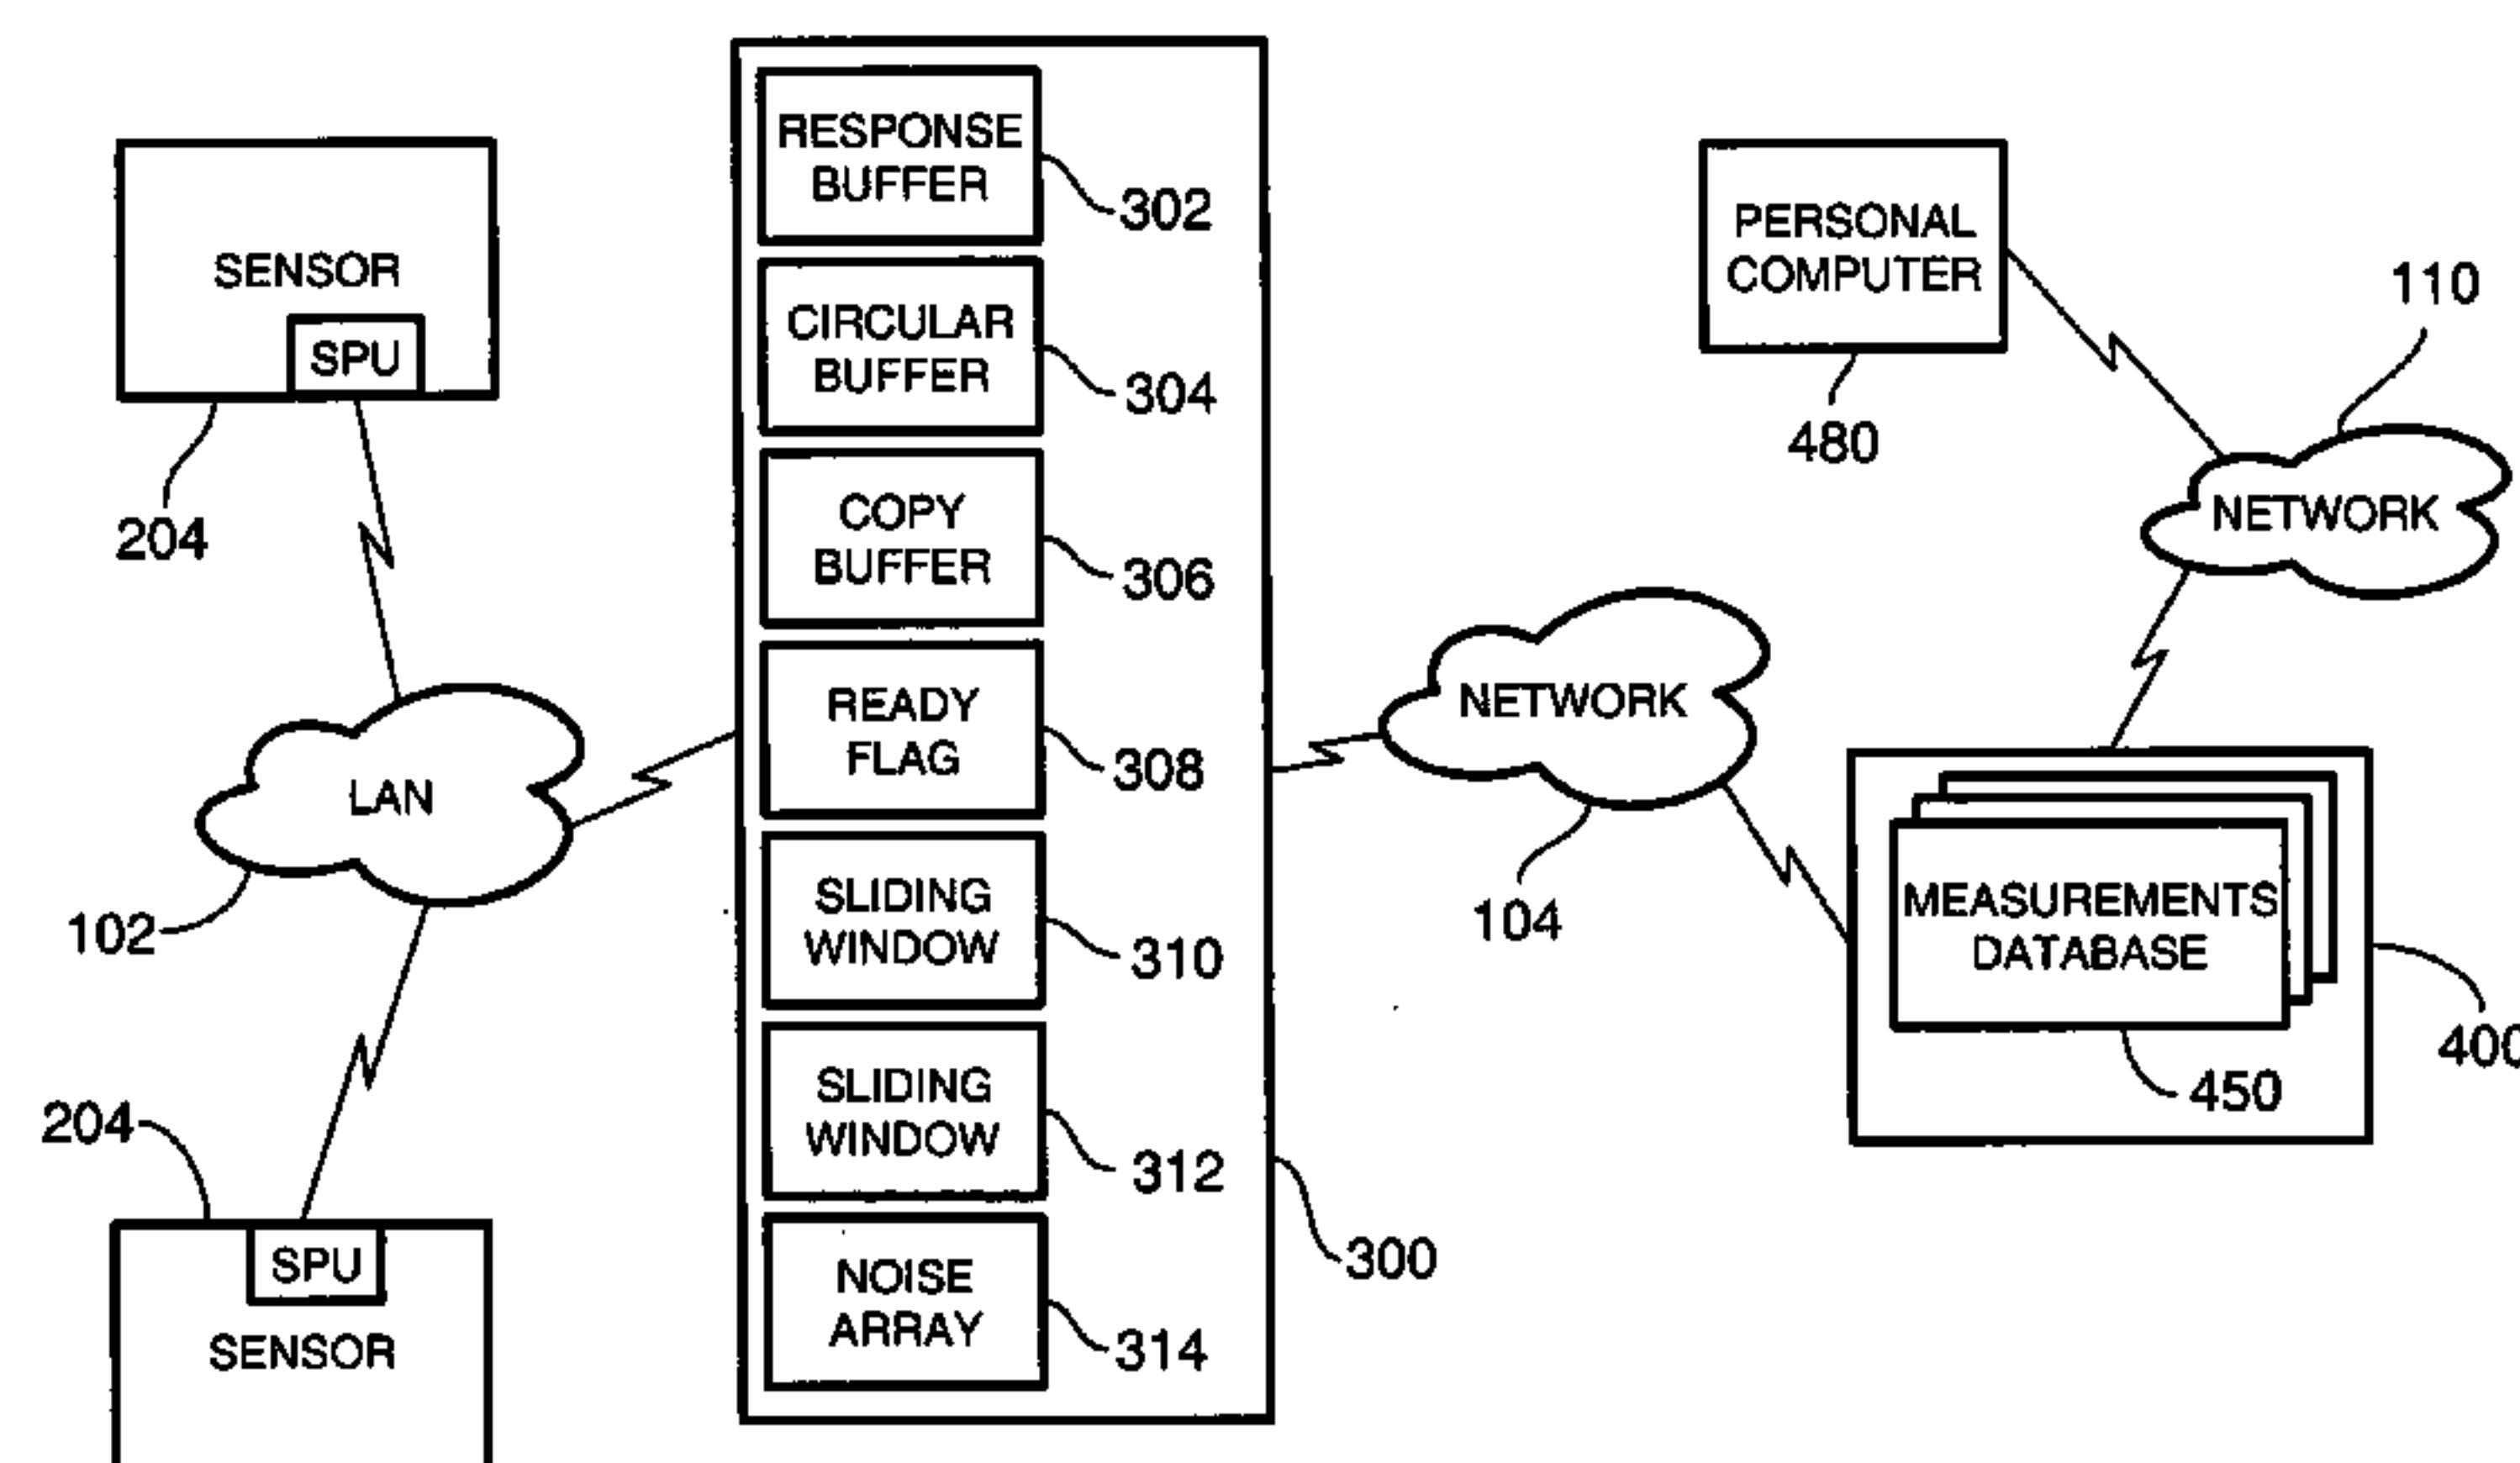 SENSOR
SPU
204
LAN
102
204
SPU
SENSOR
RESPONSE
BUFFER
302
CIRCULAR
BUFFER
304
COPY
BUFFER
306
READY
FLAG
308
SLIDING
WINDOW
310
SLIDING
WINDOW
312
NOISE
ARRAY
314
300
NETWORK
104
PERSONAL
COMPUTER
480
110
NETWORK
MEASUREMENTS
DATABASE
450
400